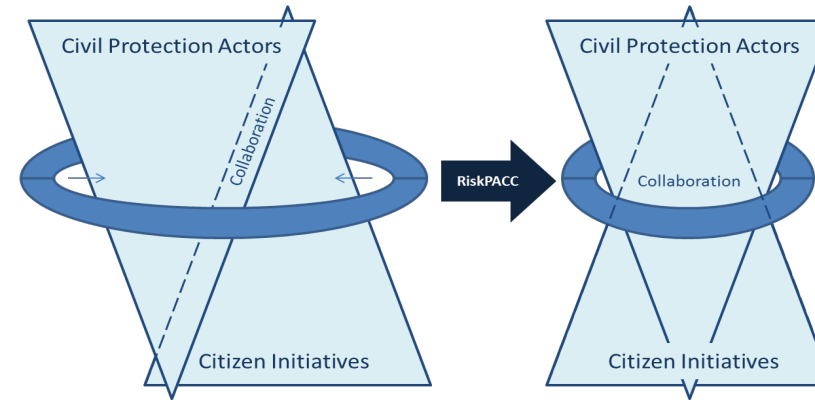 Civil Protection Actors
Collaboration
Citizen Initiatives
RiskPACC
Civil Protection Actors
Collaboration
Citizen Initiatives